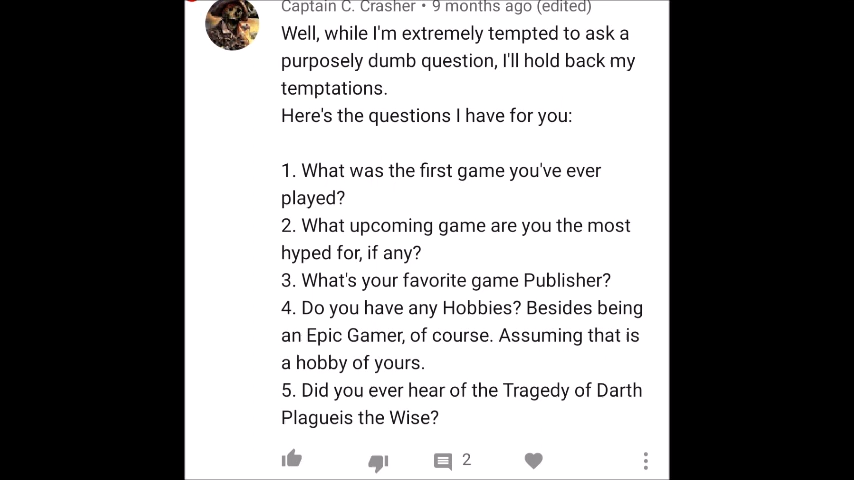 Captain C. Crasher • 9 months ago (edited)
Well, while I'm extremely tempted to ask a
purposely dumb question, I'll hold back my
temptations.
Here's the questions I have for you:
1. What was the first game you've ever
played?
2. What upcoming game are you the most
hyped for, if any?
3. What's your favorite game Publisher?
4. Do you have any Hobbies? Besides being
an Epic Gamer, of course. Assuming that is
a hobby of yours.
5. Did you ever hear of the Tragedy of Darth
Plagueis the Wise?
2